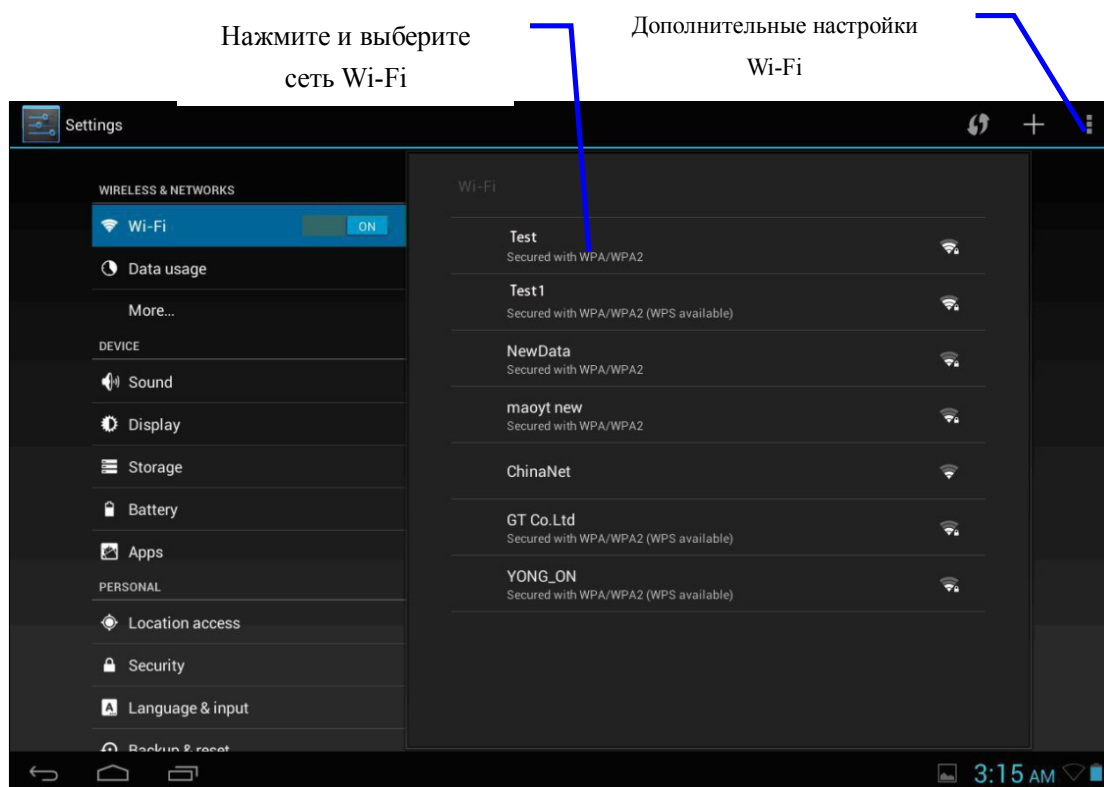 Нажмите и выберите
сеть Wi-Fi
Дополнительные настройки
Wi-Fi
Settings
WIRELESS & NETWORKS
Wi-Fi
ON
Data usage
More...
DEVICE
Sound
Display
Storage
Battery
Apps
PERSONAL
Location access
Security
Language & input
Backup & reset
Wi-Fi
Test
Secured with WPA/WPA2
Test1
Secured with WPA/WPA2 (WPS available)
NewData
Secured with WPA/WPA2
maoyt new
Secured with WPA/WPA2
ChinaNet
GT Co.Ltd
Secured with WPA/WPA2 (WPS available)
YONG_ON
Secured with WPA/WPA2 (WPS available)
3:15 AM